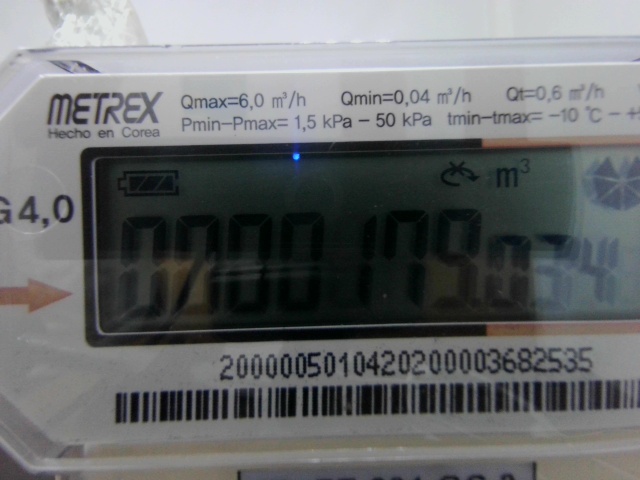 METREX
Hecho en Corea
Qmax=6,0 m³/h Qmin=0,04 m³/h Qt=0,6 m³/h
Pmin-Pmax= 1,5 kPa - 50 kPa tmin-tmax= -10 °C -
G4,0
m³
0000179.034
2000005010420200003682535